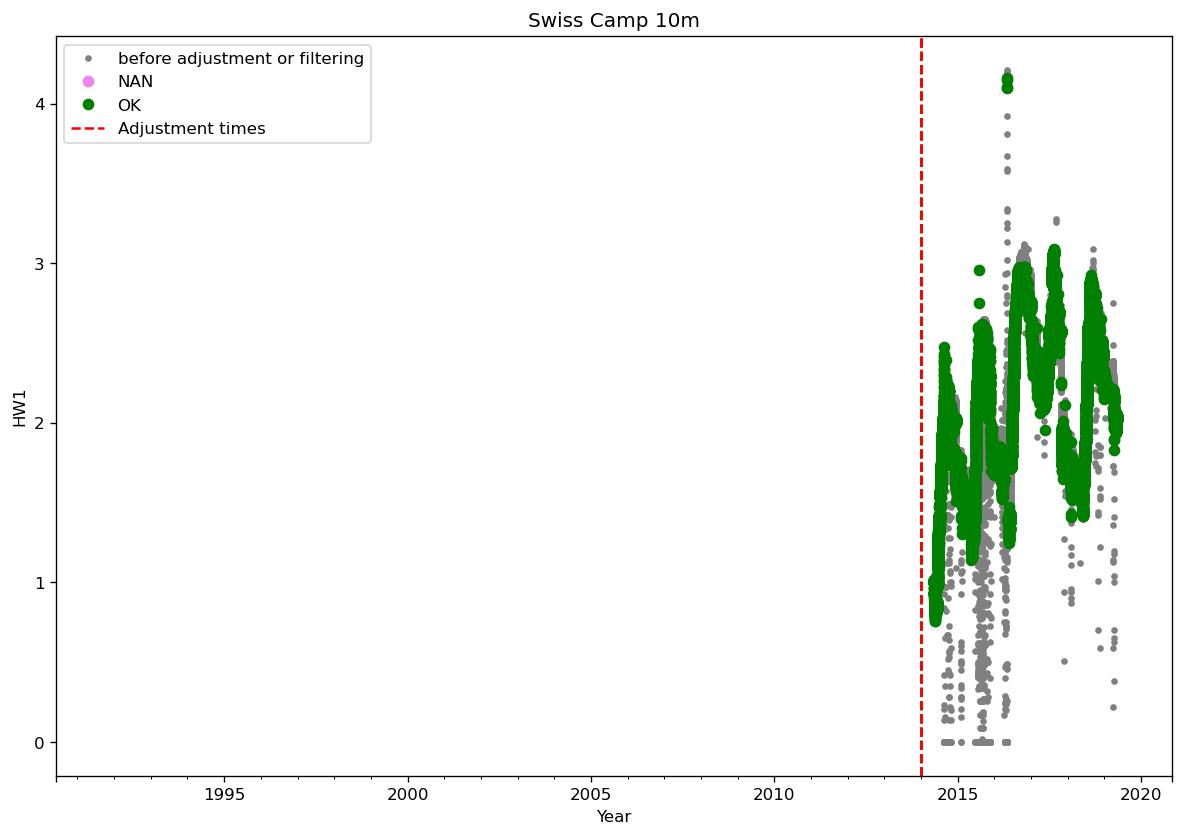 Swiss Camp 10m
before adjustment or filtering
NAN
OK
Adjustment times
HW1
4
3
2
1
0
1995 2000 2005 2010 2015 2020
Year